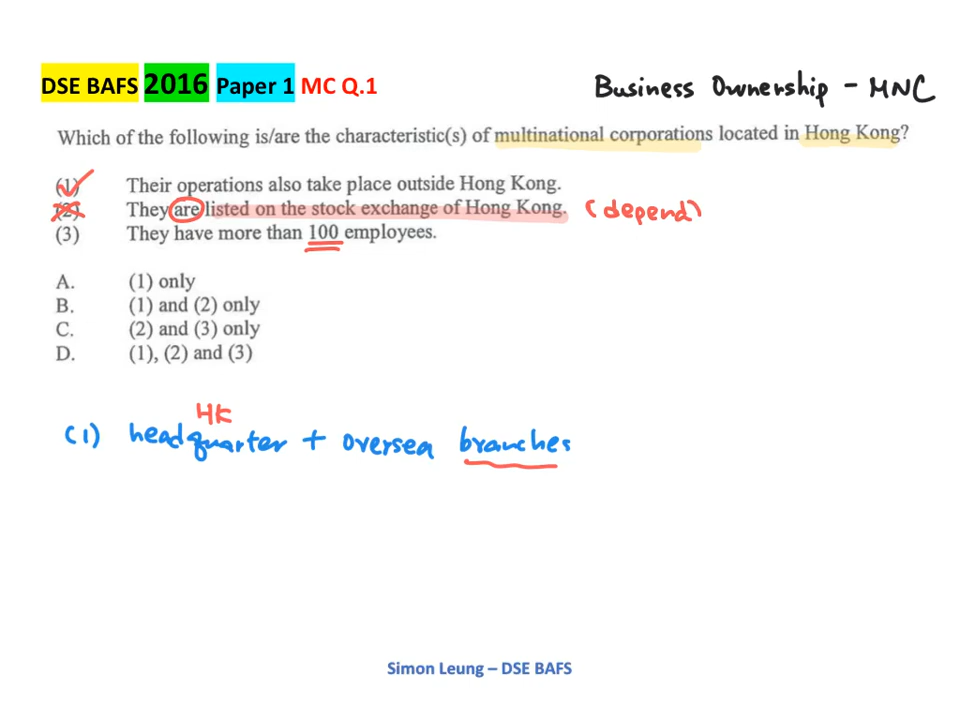 DSE BAFS 2016 Paper 1 MC Q.1
Business Ownership - MNC
Which of the following is/are the characteristic(s) of multinational corporations located in Hong Kong?
(1) Their operations also take place outside Hong Kong.
(2) They are listed on the stock exchange of Hong Kong. (depend)
(3) They have more than 100 employees.
A. (1) only
B. (1) and (2) only
C. (2) and (3) only
D. (1), (2) and (3)
HK
(1) headquarter + oversea branches
Simon Leung – DSE BAFS